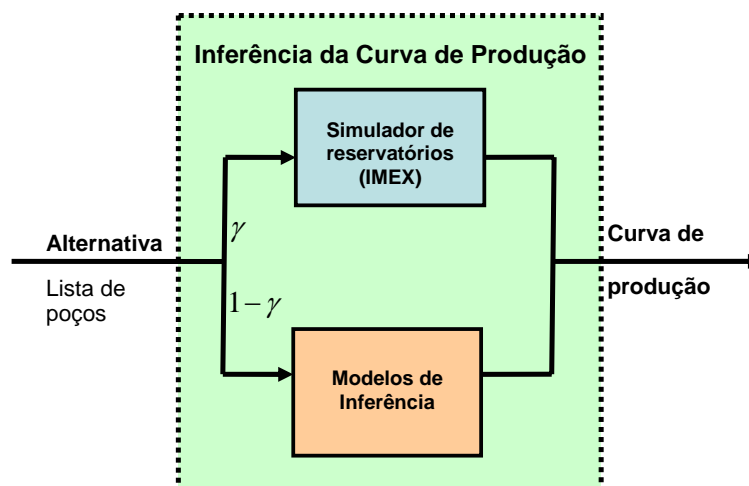 Inferência da Curva de Produção
Simulador de
reservatórios
(IMEX)
γ
Alternativa
Lista de
poços
1 − γ
Curva de
produção
Modelos de
Inferência